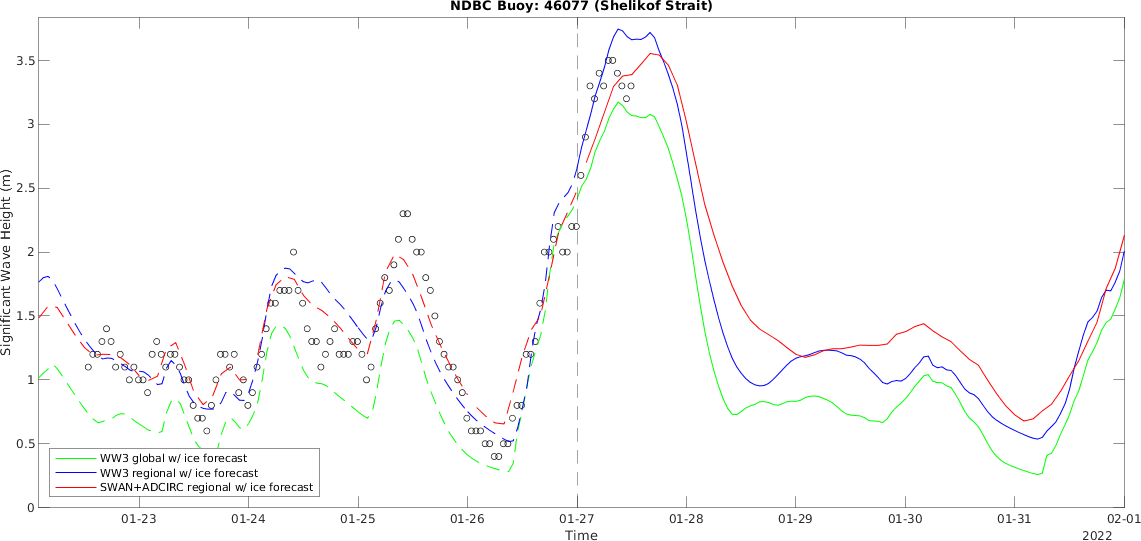 NDBC Buoy: 46077 (Shelikof Strait)
Significant Wave Height (m)
3.5
3
2.5
2
1.5
1
0.5
0
WW3 global w/ ice forecast
WW3 regional w/ ice forecast
SWAN+ADCIRC regional w/ ice forecast
01-23 01-24 01-25 01-26 01-27 01-28 01-29 01-30 01-31 02-01
Time
2022